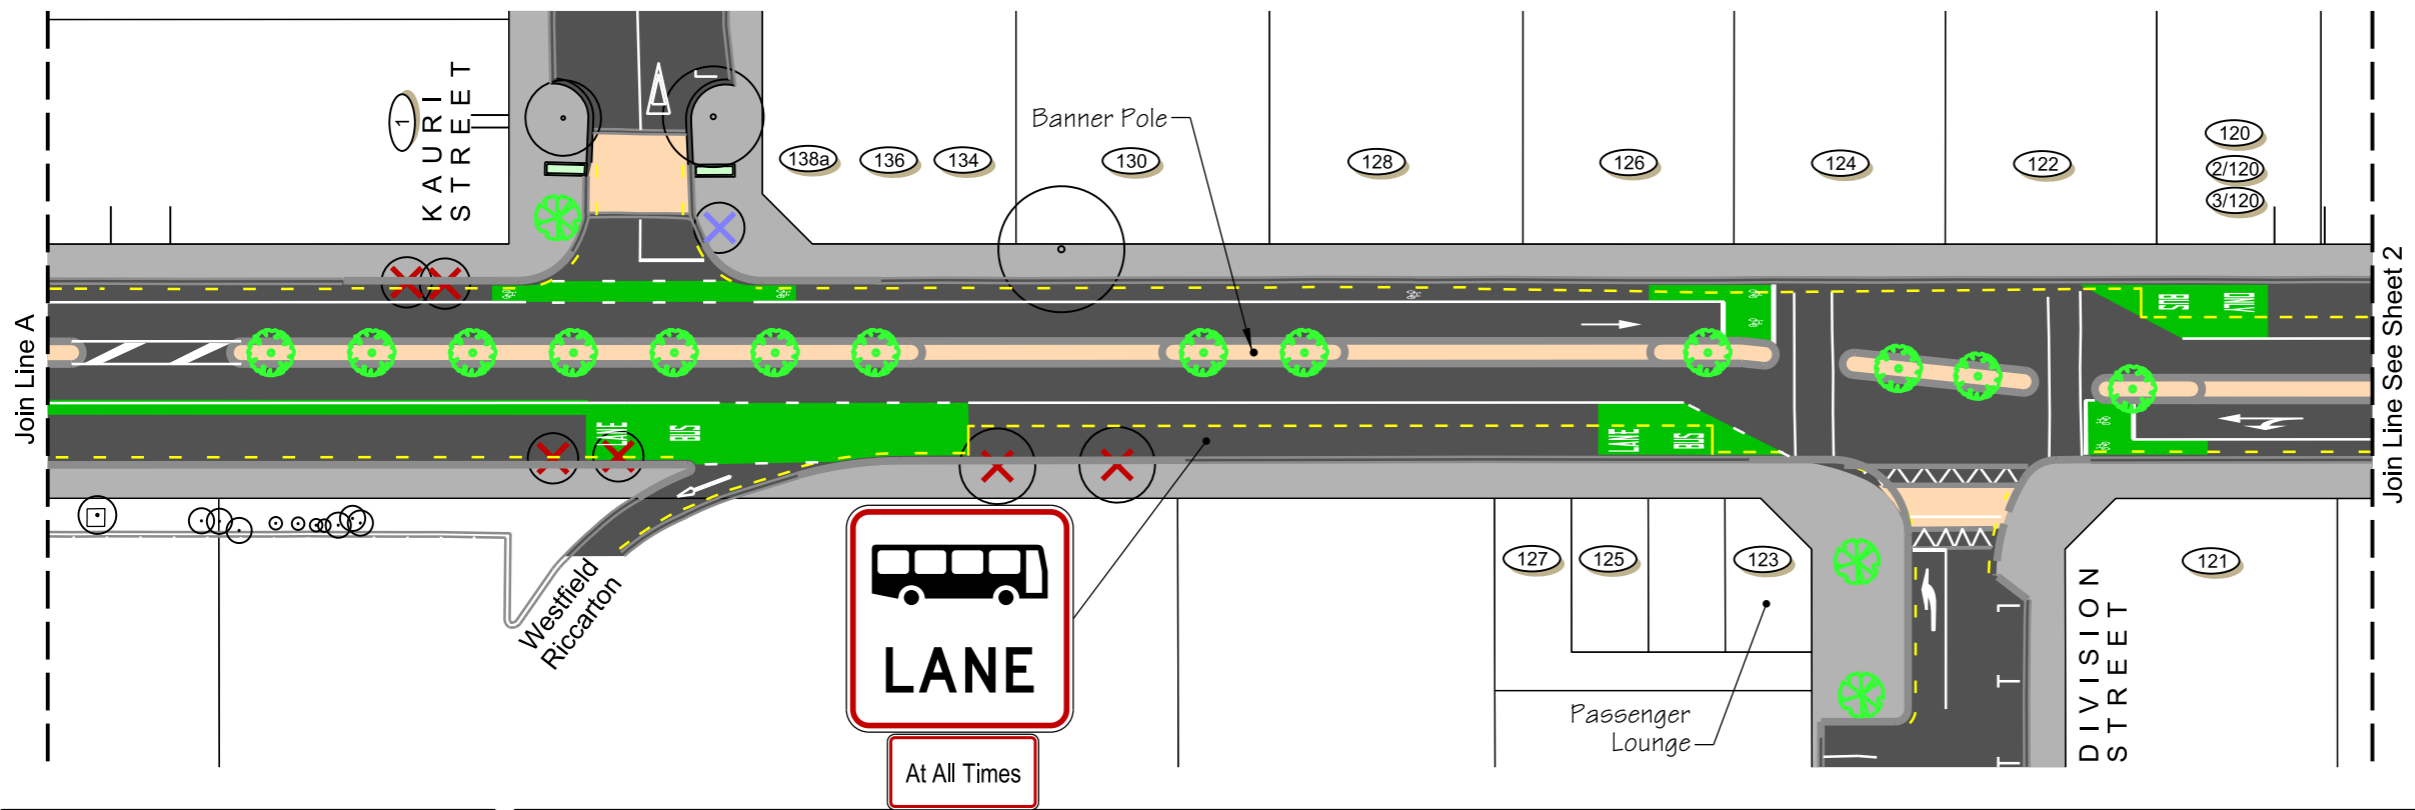 Join Line A
1
KAURI
STREET
138a
136
134
Banner Pole
130
128
126
124
122
120
2/120
3/120
Join Line See Sheet 2
BUS
ONLY
LANE
BUS
LANE
BUS
Westfield
Riccarton
LANE
At All Times
127
125
123
Passenger
Lounge
DIVISION
STREET
121